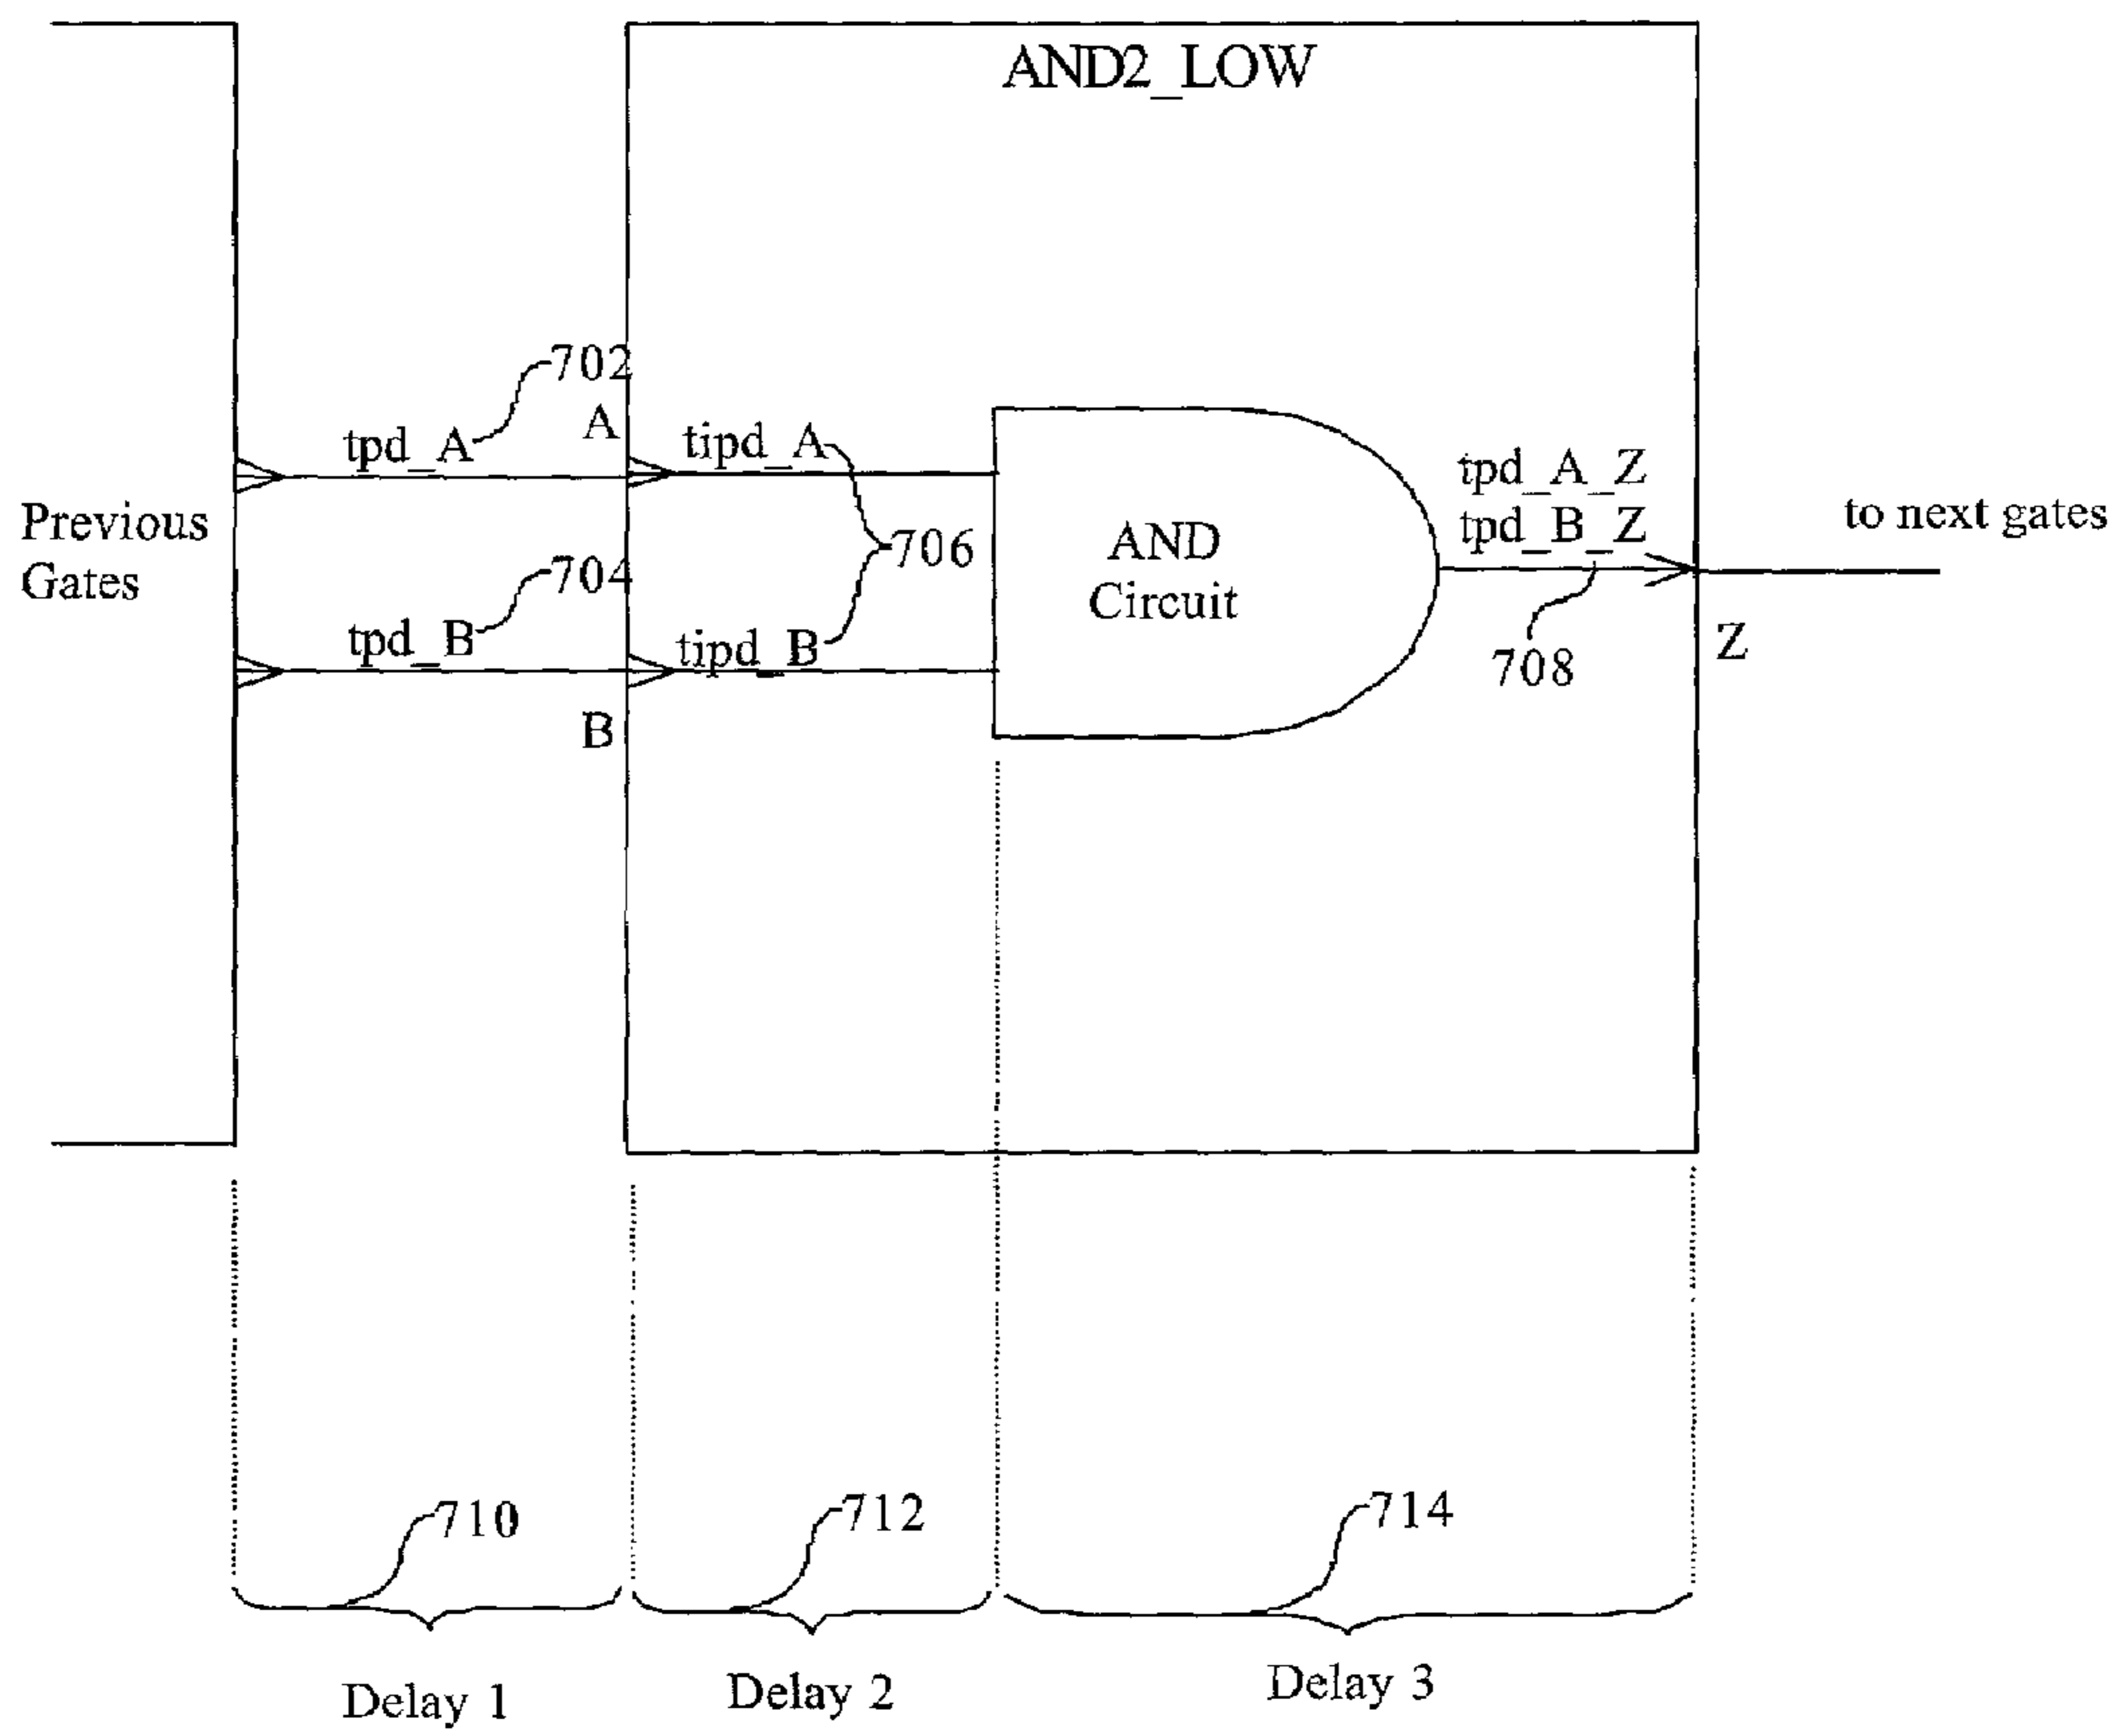 AND2_LOW
702
A
tpd_A
tipd_A
tpd_A_Z
tpd_B_Z
Previous
Gates
AND
Circuit
706
to next gates
704
tpd_B
tipd_B
708
Z
B
710
712
714
Delay 1
Delay 2
Delay 3